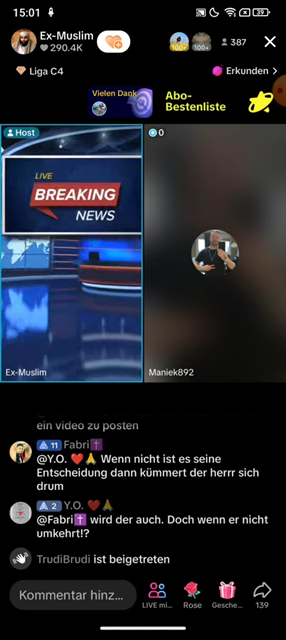 15:01
39
Ex-Muslim
290.4K
100+
100+
387
Liga C4
Erkunden
Vielen Dank
Abo-
Bestenliste
Host
0
LIVE
BREAKING
NEWS
Ex-Muslim
Maniek892
ein video zu posten
11 Fabri✝️
@Y.O. ❤️🙏 Wenn nicht ist es seine
Entscheidung dann kümmert der herrr sich
drum
2 Y.O. ❤️🙏
@Fabri✝️ wird der auch. Doch wenn er nicht
umkehrt!?
TrudiBrudi ist beigetreten
Kommentar hinz...
LIVE mi...
Rose
Gesche...
139